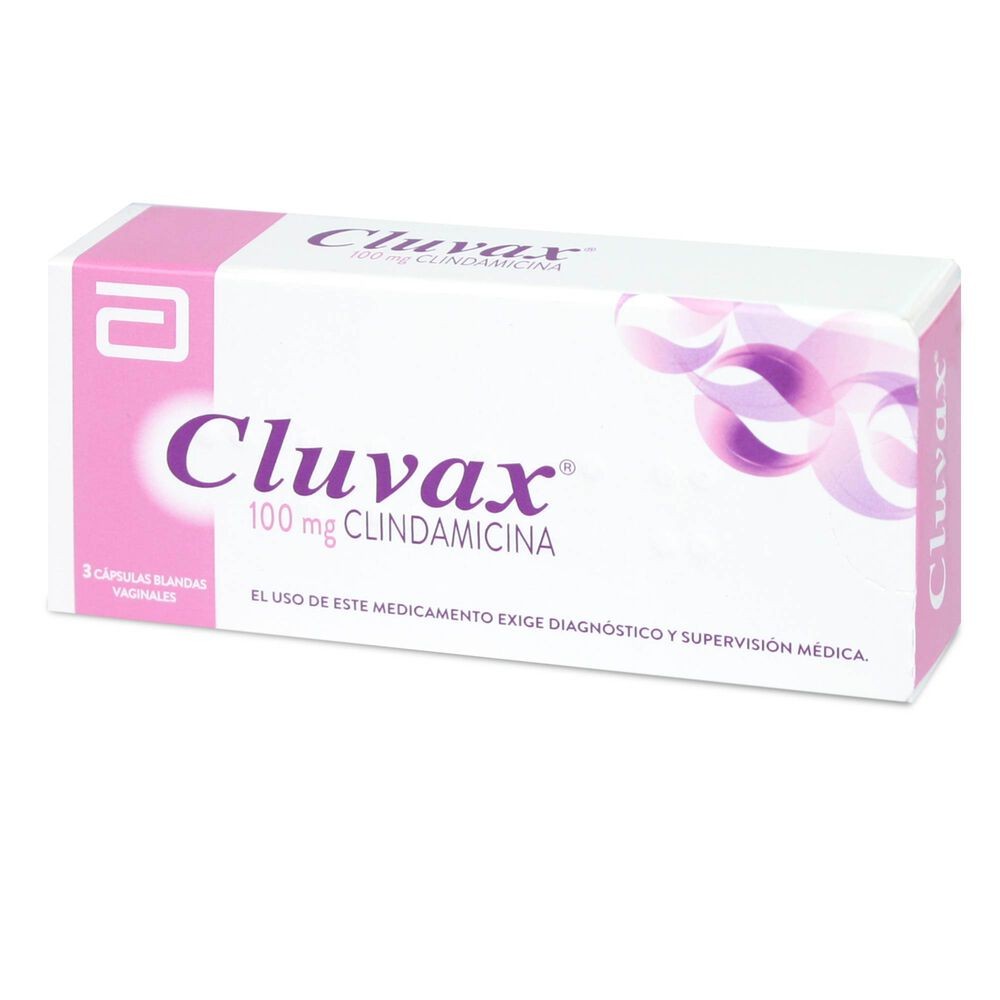 Cluvax®
100 mg CLINDAMICINA
Cluvax®
100 mg CLINDAMICINA
3 CÁPSULAS BLANDAS
VAGINALES
EL USO DE ESTE MEDICAMENTO EXIGE DIAGNÓSTICO Y SUPERVISIÓN MÉDICA.
Cluvax®